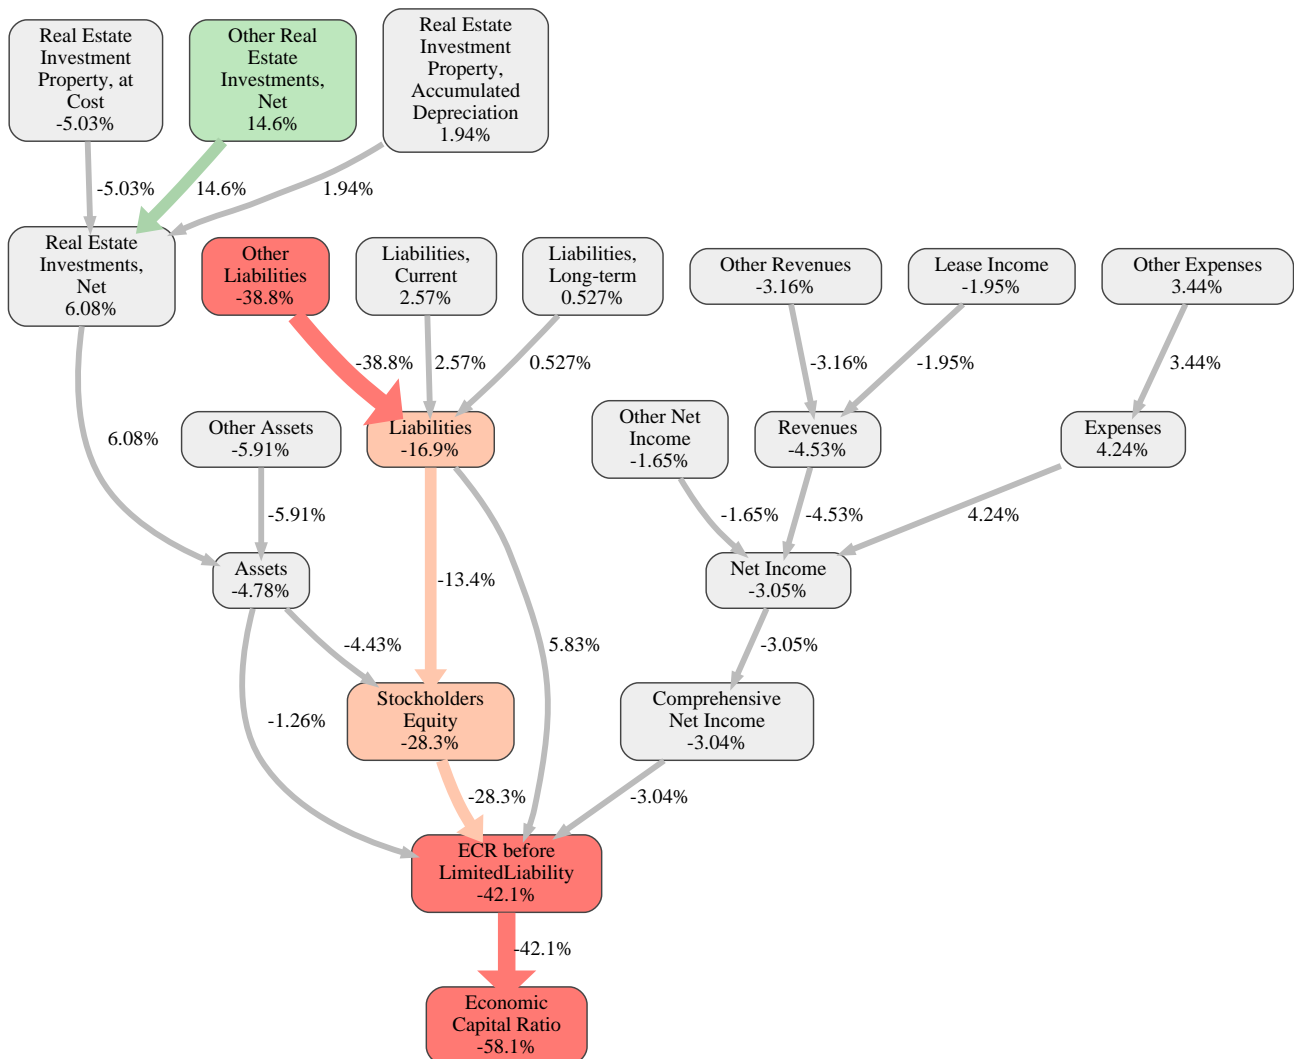 Real Estate
Investment
Property, at
Cost
-5.03%
Other Real
Estate
Investments,
Net
14.6%
Real Estate
Investment
Property,
Accumulated
Depreciation
1.94%
-5.03%
14.6%
1.94%
Real Estate
Investments,
Net
6.08%
Other
Liabilities
-38.8%
Liabilities,
Current
2.57%
Liabilities,
Long-term
0.527%
Other Revenues
-3.16%
Lease Income
-1.95%
Other Expenses
3.44%
-38.8%
2.57%
0.527%
-3.16%
-1.95%
3.44%
6.08%
Other Assets
-5.91%
Liabilities
-16.9%
Other Net
Income
-1.65%
Revenues
-4.53%
Expenses
4.24%
-5.91%
-1.65%
-4.53%
4.24%
Assets
-4.78%
-13.4%
Net Income
-3.05%
-4.43%
5.83%
-3.05%
-1.26%
Stockholders
Equity
-28.3%
Comprehensive
Net Income
-3.04%
-28.3%
-3.04%
ECR before
LimitedLiability
-42.1%
-42.1%
Economic
Capital Ratio
-58.1%